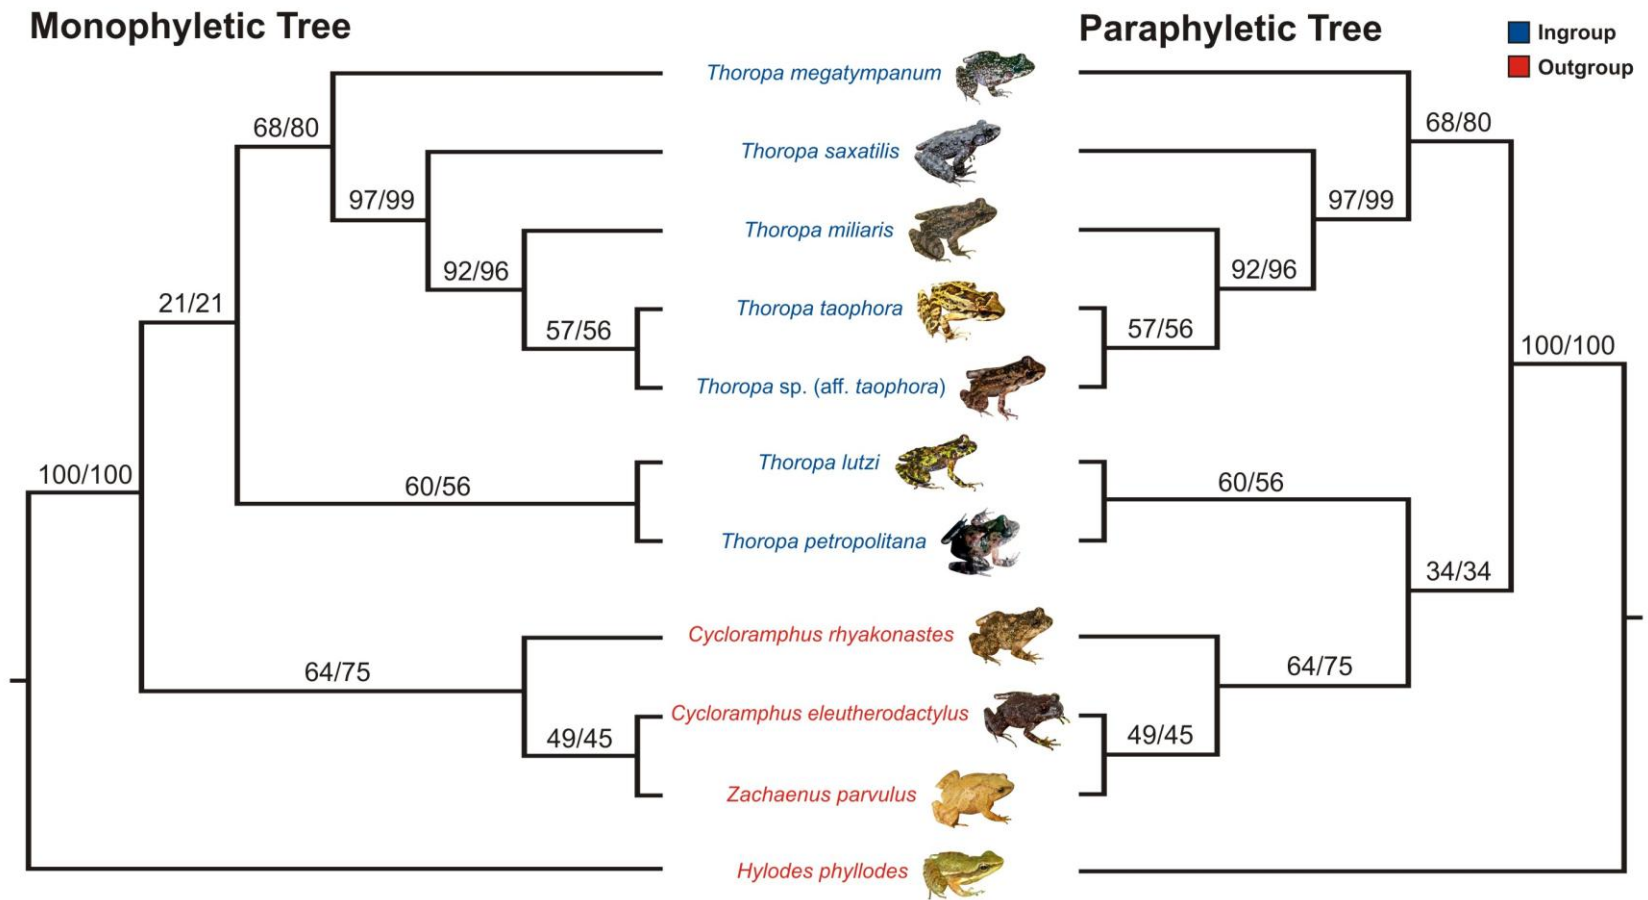 Monophyletic Tree
Paraphyletic Tree
Ingroup
Outgroup
Thoropa megatympanum
68/80
68/80
Thoropa saxatilis
97/99
97/99
Thoropa miliaris
92/96
92/96
21/21
Thoropa taophora
57/56
57/56
100/100
Thoropa sp. (aff. taophora)
Thoropa lutzi
100/100
60/56
60/56
Thoropa petropolitana
34/34
Cycloramphus rhyakonastes
64/75
64/75
Cycloramphus eleutherodactylus
49/45
49/45
Zachaenus parvulus
Hylodes phyllodes